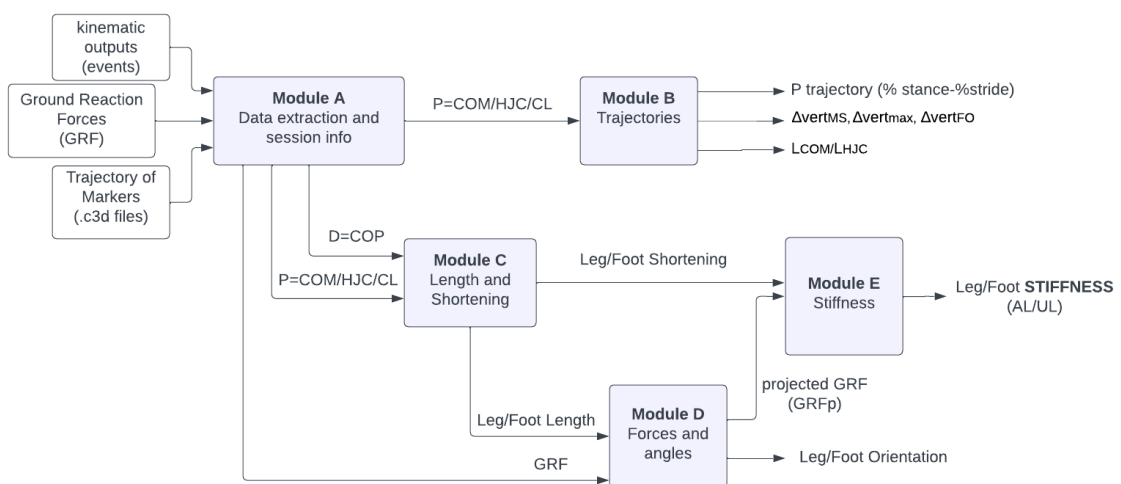 kinematic
outputs
(events)
Ground Reaction
Forces
(GRF)
Trajectory of
Markers
(.c3d files)
Module A
Data extraction and
session info
P=COM/HJC/CL
Module B
Trajectories
P trajectory (% stance-%stride)
ΔvertMS, Δvertmax, ΔvertFO
LCOM/LHJC
D=COP
P=COM/HJC/CL
Module C
Length and
Shortening
Leg/Foot Shortening
Module E
Stiffness
Leg/Foot STIFFNESS
(AL/UL)
projected GRF
(GRFp)
Leg/Foot Length
GRF
Module D
Forces and
angles
Leg/Foot Orientation